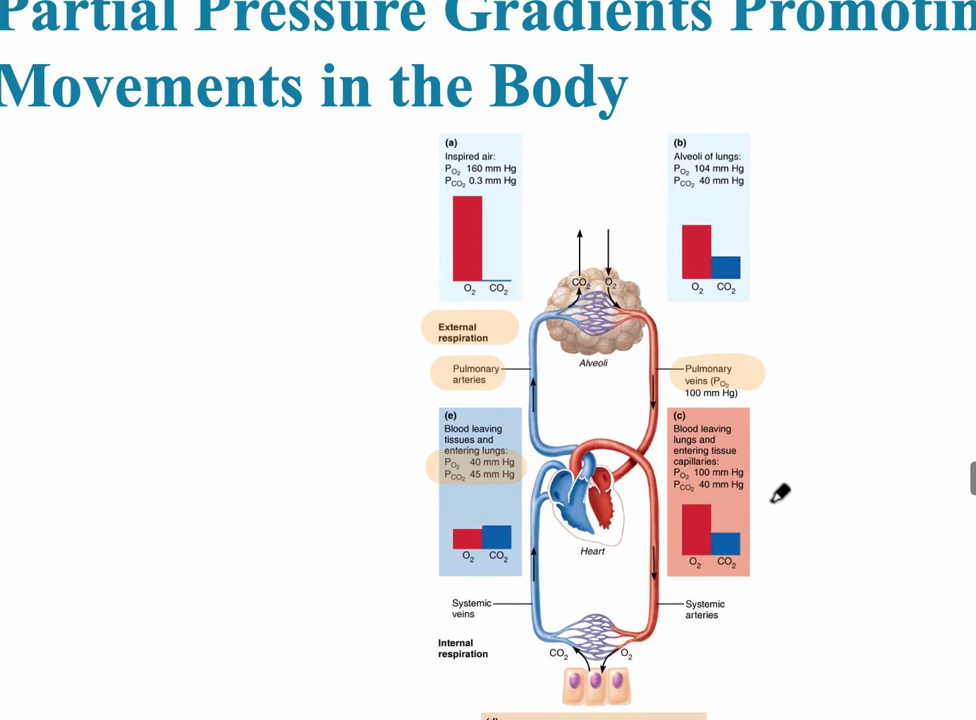 Partial Pressure Gradients Promotin
Movements in the Body
(a)
Inspired air:
PO2 160 mm Hg
PCO2 0.3 mm Hg
O2 CO2
(b)
Alveoli of lungs:
PO2 104 mm Hg
PCO2 40 mm Hg
O2 CO2
CO2 O2
External
respiration
Alveoli
Pulmonary
arteries
Pulmonary
veins (PO2
100 mm Hg)
(e)
Blood leaving
tissues and
entering lungs:
PO2 40 mm Hg
PCO2 45 mm Hg
O2 CO2
(c)
Blood leaving
lungs and
entering tissue
capillaries:
PO2 100 mm Hg
PCO2 40 mm Hg
O2 CO2
Heart
Systemic
veins
Systemic
arteries
Internal
respiration
CO2 O2
(d)